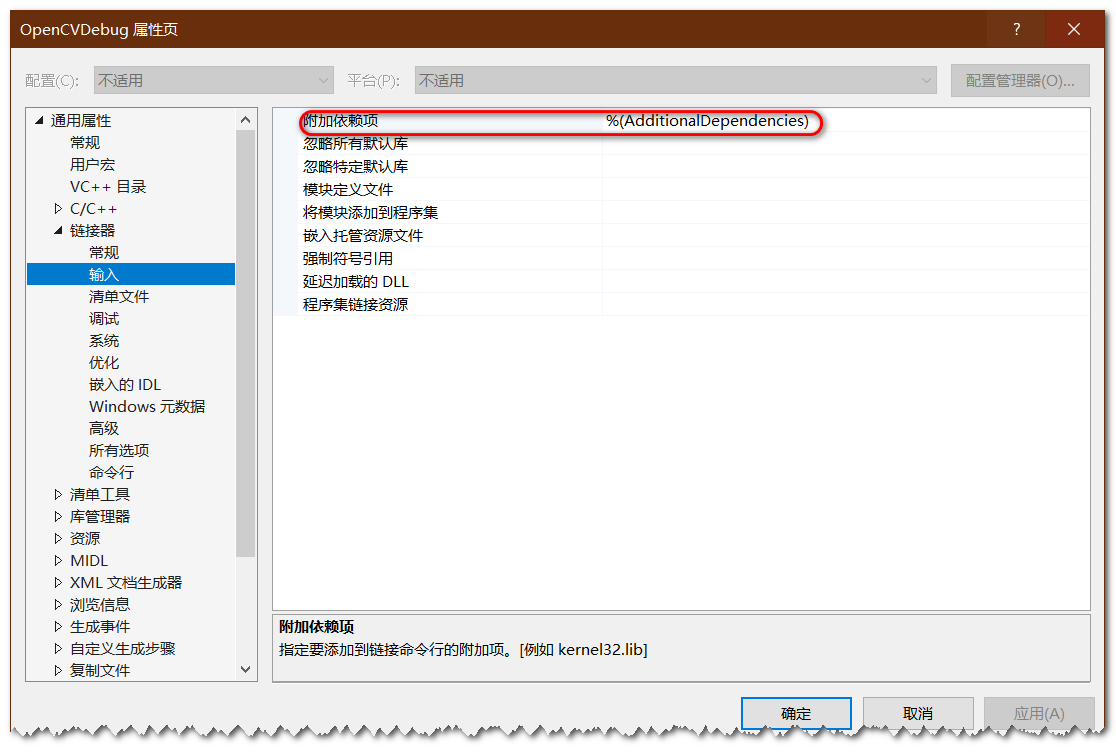 OpenCVDebug 属性页
?
配置(C): 不适用 平台(P): 不适用 配置管理器(O)...
通用属性
常规
用户宏
VC++ 目录
C/C++
链接器
常规
输入
清单文件
调试
系统
优化
嵌入的 IDL
Windows 元数据
高级
所有选项
命令行
清单工具
库管理器
资源
MIDL
XML 文档生成器
浏览信息
生成事件
自定义生成步骤
复制文件
附加依赖项 %(AdditionalDependencies)
忽略所有默认库
忽略特定默认库
模块定义文件
将模块添加到程序集
嵌入托管资源文件
强制符号引用
延迟加载的 DLL
程序集链接资源
附加依赖项
指定要添加到链接命令行的附加项。[例如 kernel32.lib]
确定 取消 应用(A)